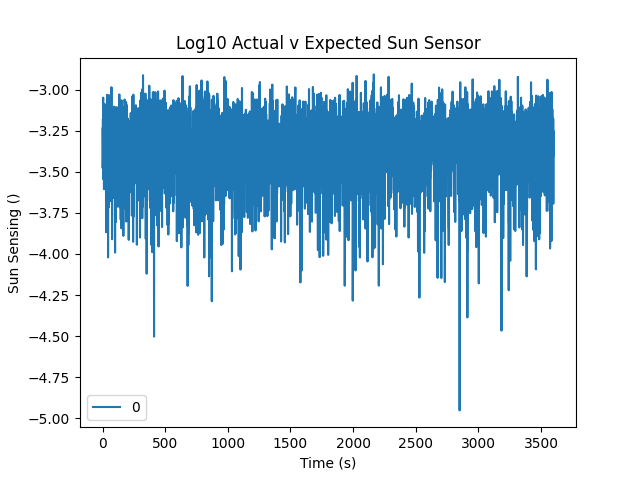 Log10 Actual v Expected Sun Sensor
−3.00
−3.25
−3.50
−3.75
−4.00
−4.25
−4.50
−4.75
−5.00
Sun Sensing ()
0
0 500 1000 1500 2000 2500 3000 3500
Time (s)